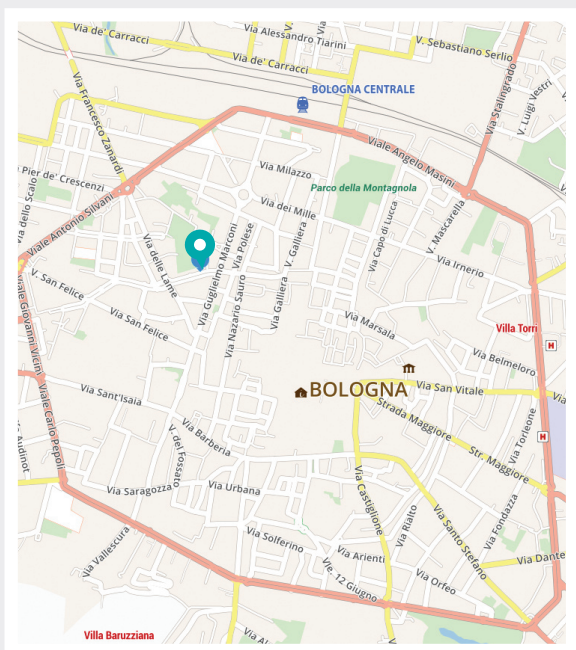 Via de' Carracci
Via Alessandro Tiarini
V. Sebastiano Serlio
Via de' Carracci
BOLOGNA CENTRALE
Via Stalingrado
V. Luigi Vestri
Via Francesco Zanardi
Viale Angelo Masini
Via Milazzo
Pier de' Crescenzi
Parco della Montagnola
Via dello Scalo
Viale Antonio Silvani
Via dei Mille
Via Capo di Lucca
V. Mascarella
Via delle Lame
Via Guglielmo Marconi
Via Polese
V. Galliera
Via Irnerio
V. San Felice
Via Nazario Sauro
Via Galliera
Via San Felice
Via Marsala
Villa Torri
Viale Giovanni Vicini
H
Via Belmeloro
BOLOGNA
Via San Vitale
Via
Via Sant'Isaia
Viale Carlo Pepoli
Strada Maggiore
Via Torleone
Via Barberia
H
Audinot
V. del Fossato
Str. Maggiore
Via Saragozza
Via Urbana
Via Castiglione
Via Rialto
Via Santo Stefano
Via Fondazza
Via Solferino
Via Arienti
Via Dante
Via Vallescura
Vle. 12 Giugno
Via Orfeo
Villa Baruzziana